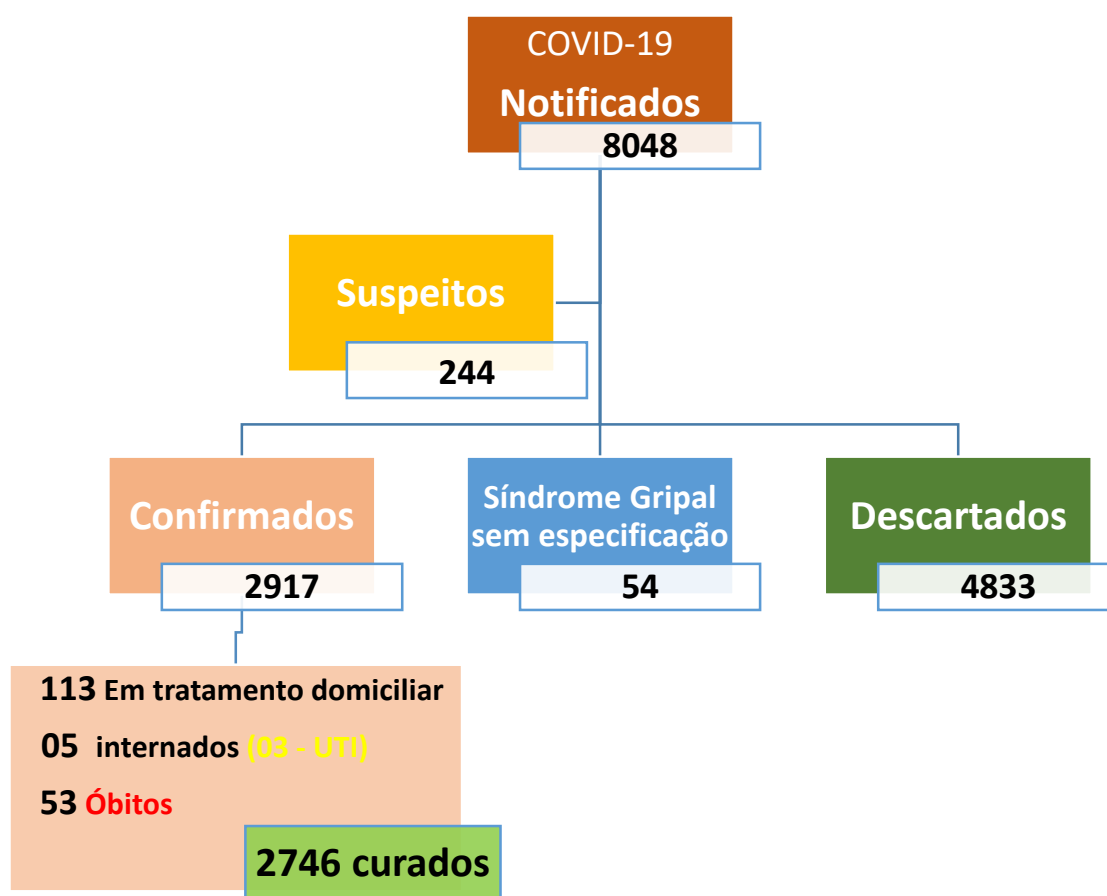 COVID-19
Notificados
8048
Suspeitos
244
Confirmados
2917
Síndrome Gripal
sem especificação
54
Descartados
4833
113 Em tratamento domiciliar
05 internados (03 - UTI)
53 Óbitos
2746 curados